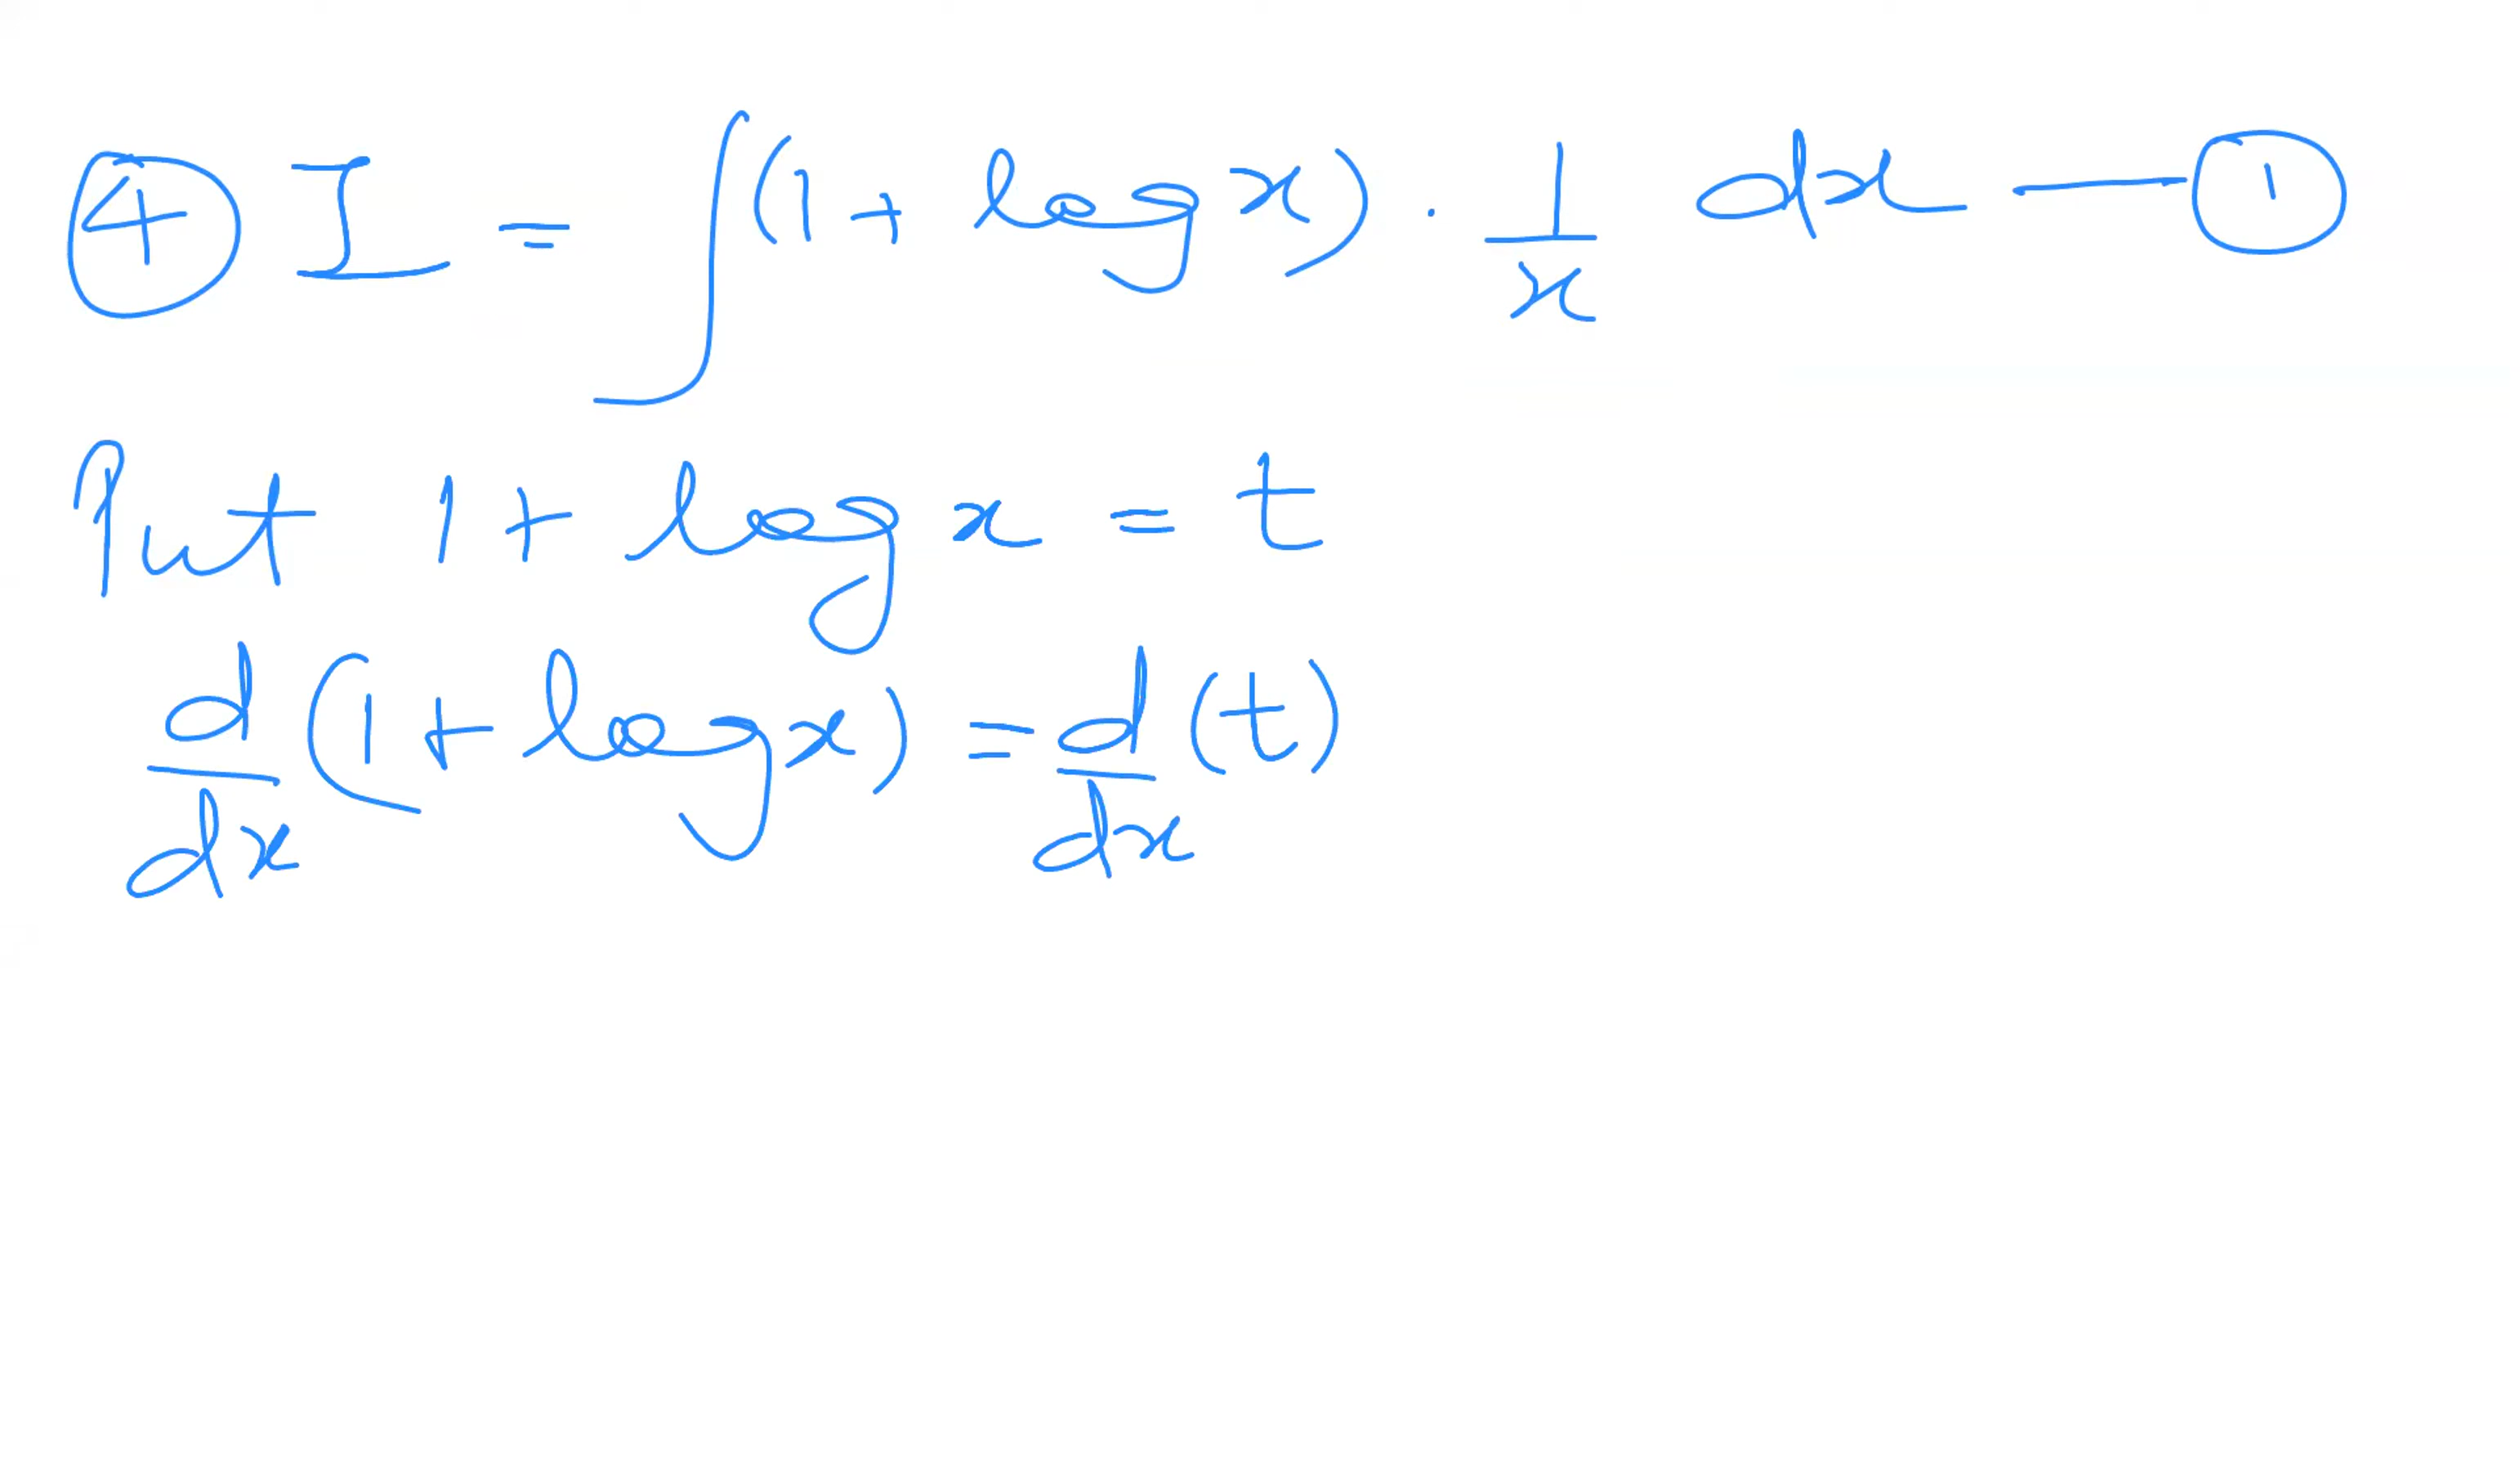 ④ I = ∫(1 + log x) · 1/x dx — ①
Put 1 + log x = t
d/dx (1 + log x) = d/dx (t)